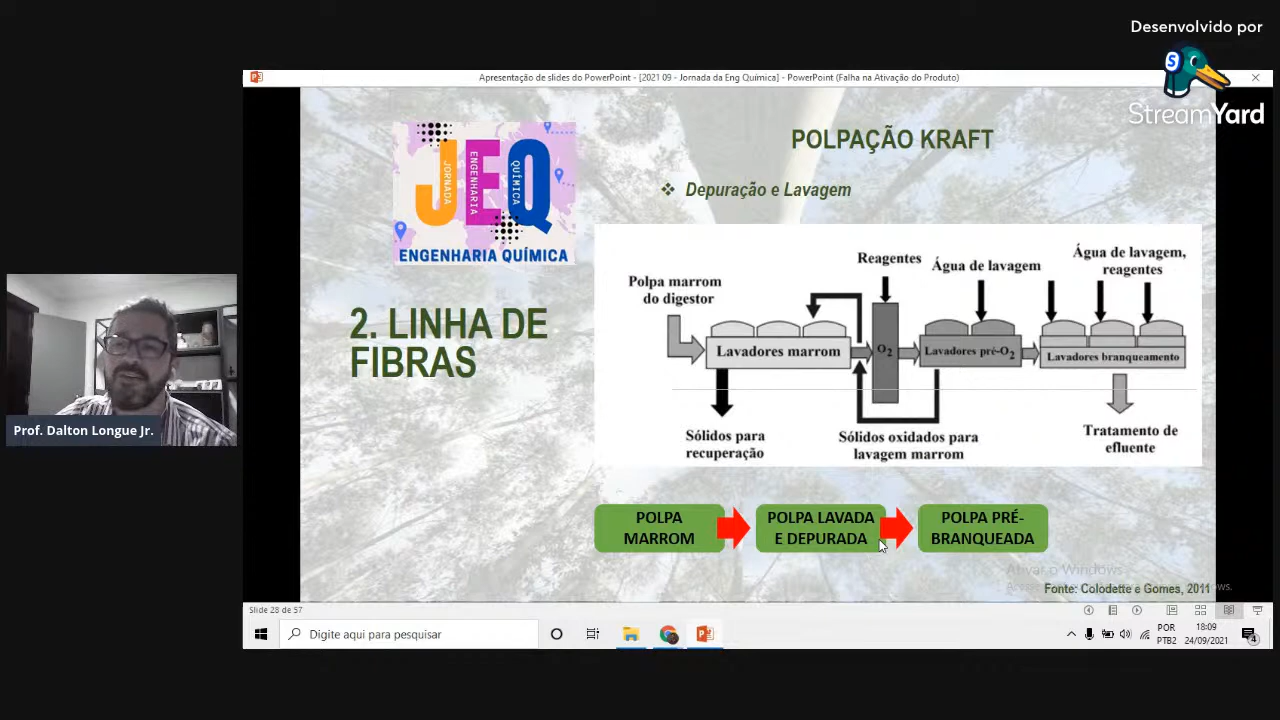 Desenvolvido por
S
StreamYard
Apresentação de slides do PowerPoint - [2021 09 - Jornada da Eng Química] - PowerPoint (Falha na Ativação do Produto)
JORNADA
ENGENHARIA
QUÍMICA
JEQ
ENGENHARIA QUÍMICA
POLPAÇÃO KRAFT
Depuração e Lavagem
2. LINHA DE
FIBRAS
Polpa marrom
do digestor
Reagentes
Água de lavagem
Água de lavagem,
reagentes
Lavadores marrom
O2
Lavadores pré-O2
Lavadores branqueamento
Sólidos para
recuperação
Sólidos oxidados para
lavagem marrom
Tratamento de
efluente
POLPA
MARROM
POLPA LAVADA
E DEPURADA
POLPA PRÉ-
BRANQUEADA
Ativar o Windows
Fonte: Colodette e Gomes, 2011
Prof. Dalton Longue Jr.
Slide 28 de 57
Digite aqui para pesquisar
POR
PTB2
18:09
24/09/2021
4